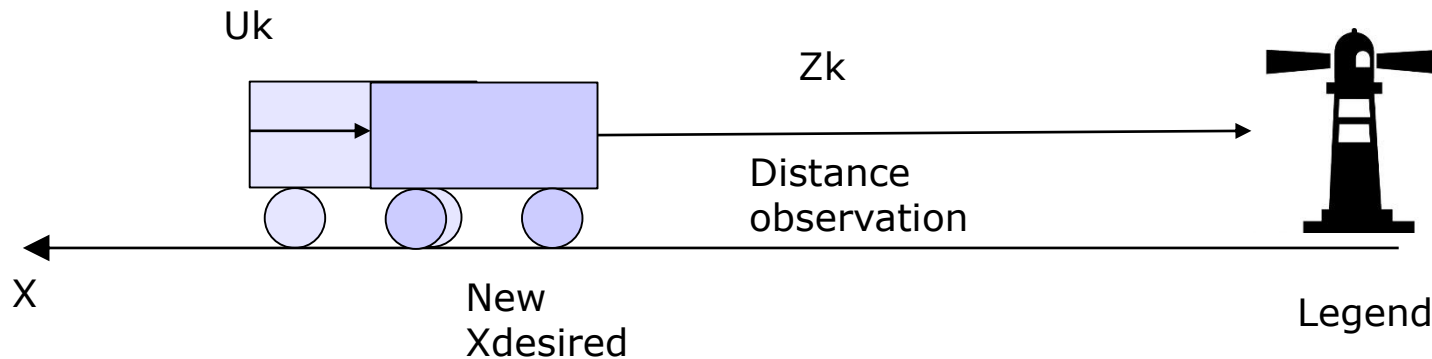 Uk
Zk
Distance
observation
X
New
Xdesired
Legend